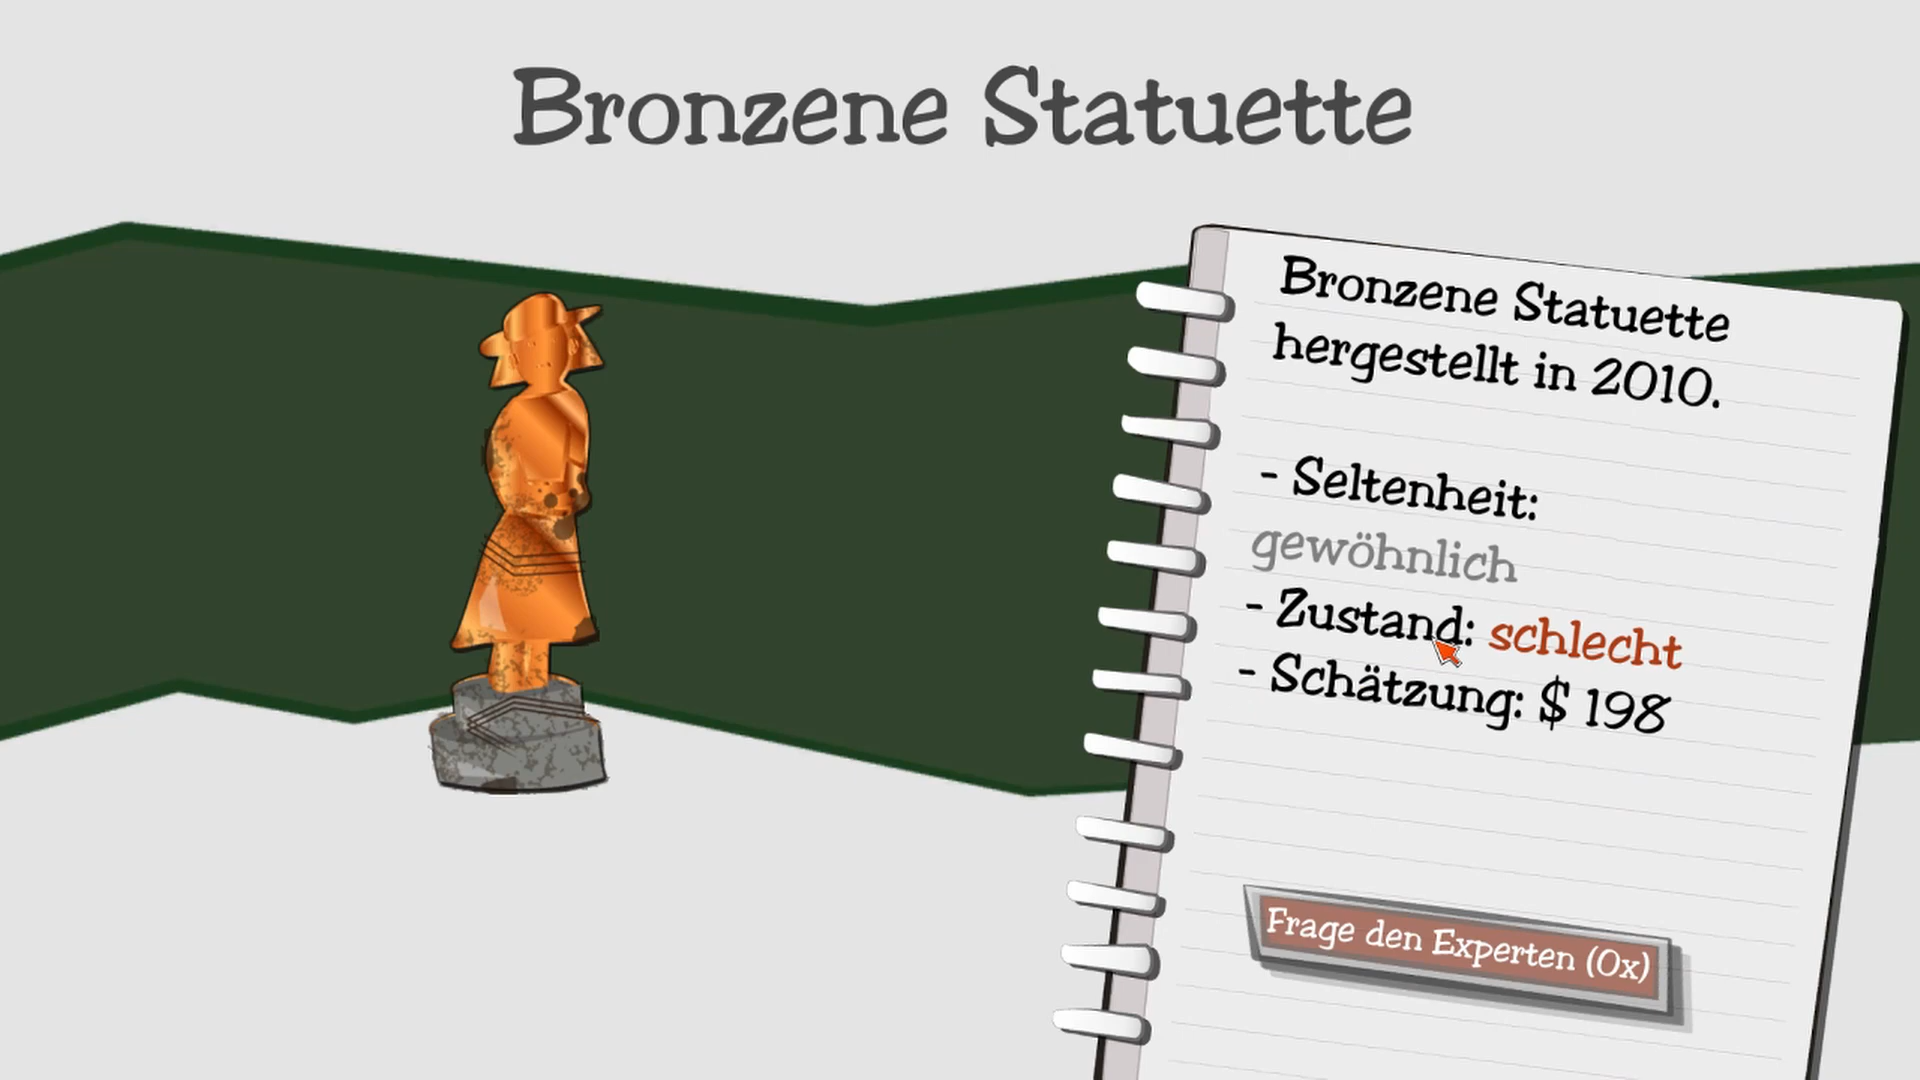 Bronzene Statuette
Bronzene Statuette
hergestellt in 2010.
- Seltenheit:
gewöhnlich
- Zustand: schlecht
- Schätzung: $ 198
Frage den Experten (0x)